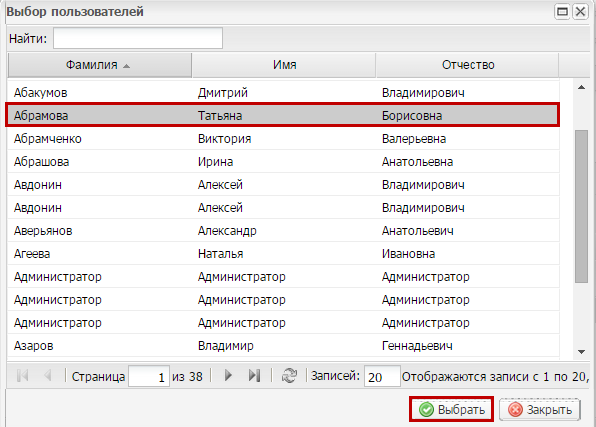 Выбор пользователей
Найти:
Фамилия Имя Отчество
Абакумов Дмитрий Владимирович
Абрамова Татьяна Борисовна
Абрамченко Виктория Валерьевна
Абрашова Ирина Анатольевна
Авдонин Алексей Владимирович
Авдонин Алексей Владимирович
Аверьянов Александр Анатольевич
Агеева Наталья Ивановна
Администратор Администратор Администратор
Администратор Администратор Администратор
Администратор Администратор Администратор
Азаров Владимир Геннадьевич
Страница 1 из 38 Записей: 20 Отображаются записи с 1 по 20,
Выбрать Закрыть